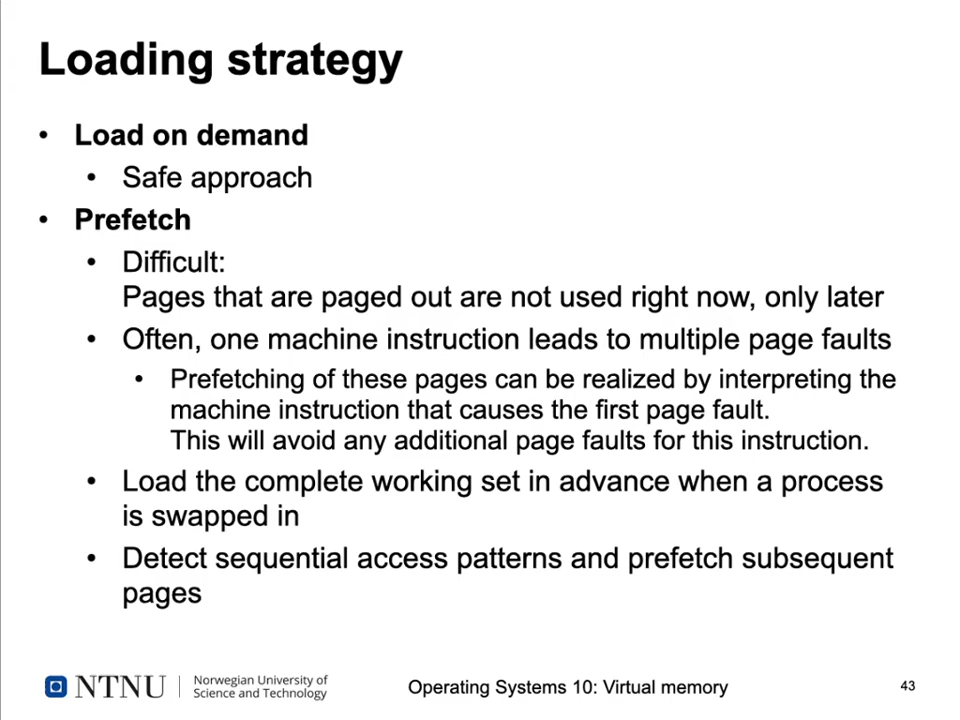 Loading strategy
• Load on demand
• Safe approach
• Prefetch
• Difficult:
Pages that are paged out are not used right now, only later
• Often, one machine instruction leads to multiple page faults
• Prefetching of these pages can be realized by interpreting the
machine instruction that causes the first page fault.
This will avoid any additional page faults for this instruction.
• Load the complete working set in advance when a process
is swapped in
• Detect sequential access patterns and prefetch subsequent
pages
NTNU
Norwegian University of
Science and Technology
Operating Systems 10: Virtual memory
43